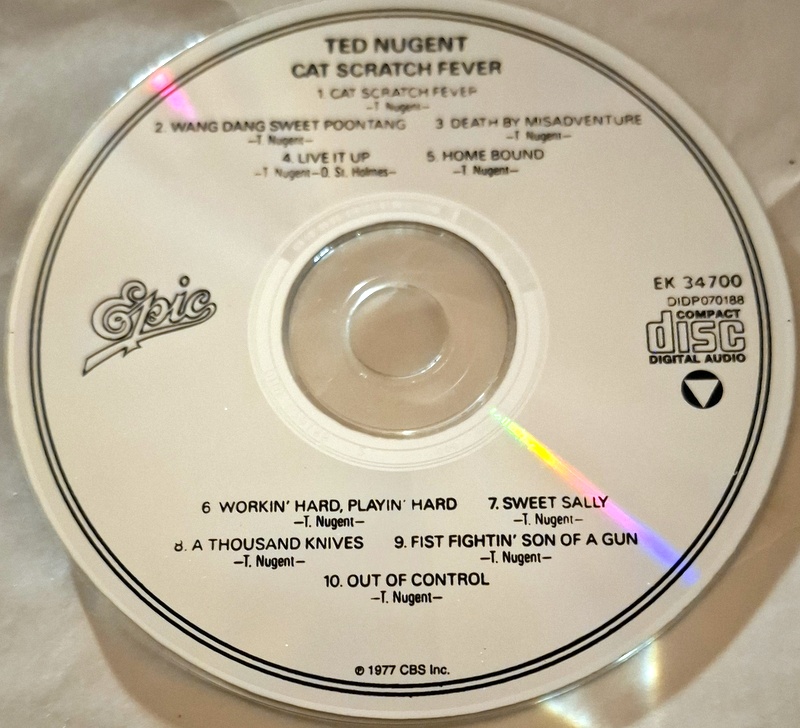 TED NUGENT
CAT SCRATCH FEVER
1 CAT SCRATCH FEVER
–T. Nugent–
2. WANG DANG SWEET POONTANG 3 DEATH BY MISADVENTURE
–T. Nugent– –T. Nugent–
4. LIVE IT UP 5. HOME BOUND
–T. Nugent–D. St. Holmes– –T. Nugent–
Epic
EK 34700
DIDP070188
COMPACT
disc
DIGITAL AUDIO
6 WORKIN' HARD, PLAYIN' HARD 7. SWEET SALLY
–T. Nugent– –T. Nugent–
8. A THOUSAND KNIVES 9. FIST FIGHTIN' SON OF A GUN
–T. Nugent– –T. Nugent–
10. OUT OF CONTROL
–T. Nugent–
℗ 1977 CBS Inc.